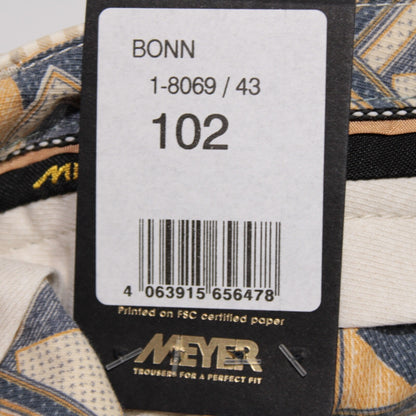 BONN
1-8069 / 43
102
4 063915 656478
Printed on FSC certified paper
MEYER
TROUSERS FOR A PERFECT FIT